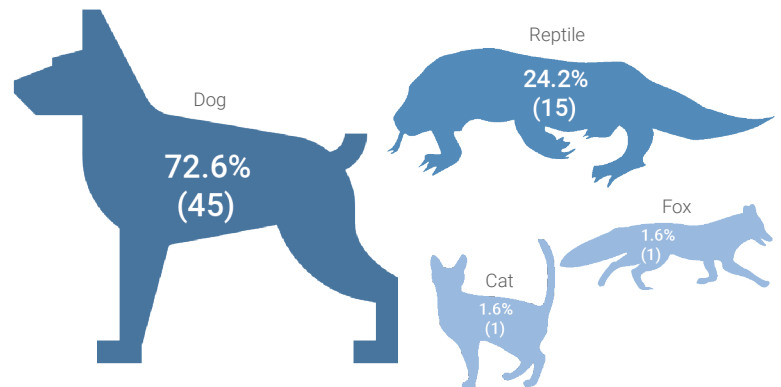 Dog
72.6%
(45)
Reptile
24.2%
(15)
Fox
1.6%
(1)
Cat
1.6%
(1)